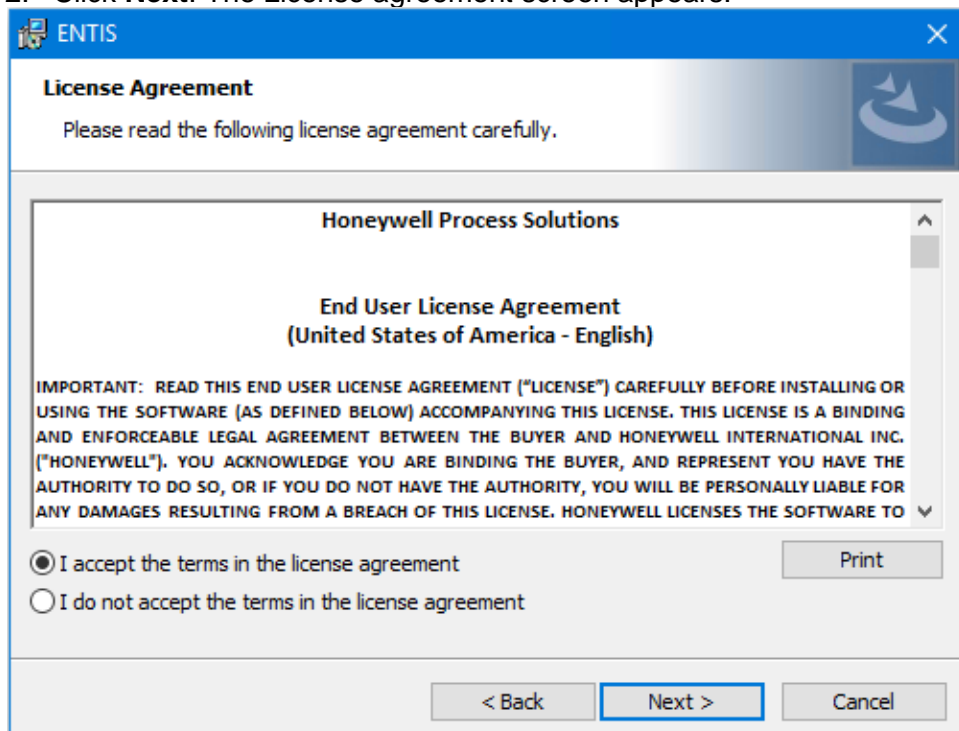 2. Click Next. The License agreement screen appears.
ENTIS
License Agreement
Please read the following license agreement carefully.
Honeywell Process Solutions
End User License Agreement
(United States of America - English)
IMPORTANT: READ THIS END USER LICENSE AGREEMENT (“LICENSE”) CAREFULLY BEFORE INSTALLING OR
USING THE SOFTWARE (AS DEFINED BELOW) ACCOMPANYING THIS LICENSE. THIS LICENSE IS A BINDING
AND ENFORCEABLE LEGAL AGREEMENT BETWEEN THE BUYER AND HONEYWELL INTERNATIONAL INC.
("HONEYWELL"). YOU ACKNOWLEDGE YOU ARE BINDING THE BUYER, AND REPRESENT YOU HAVE THE
AUTHORITY TO DO SO, OR IF YOU DO NOT HAVE THE AUTHORITY, YOU WILL BE PERSONALLY LIABLE FOR
ANY DAMAGES RESULTING FROM A BREACH OF THIS LICENSE. HONEYWELL LICENSES THE SOFTWARE TO
I accept the terms in the license agreement
Print
I do not accept the terms in the license agreement
< Back
Next >
Cancel